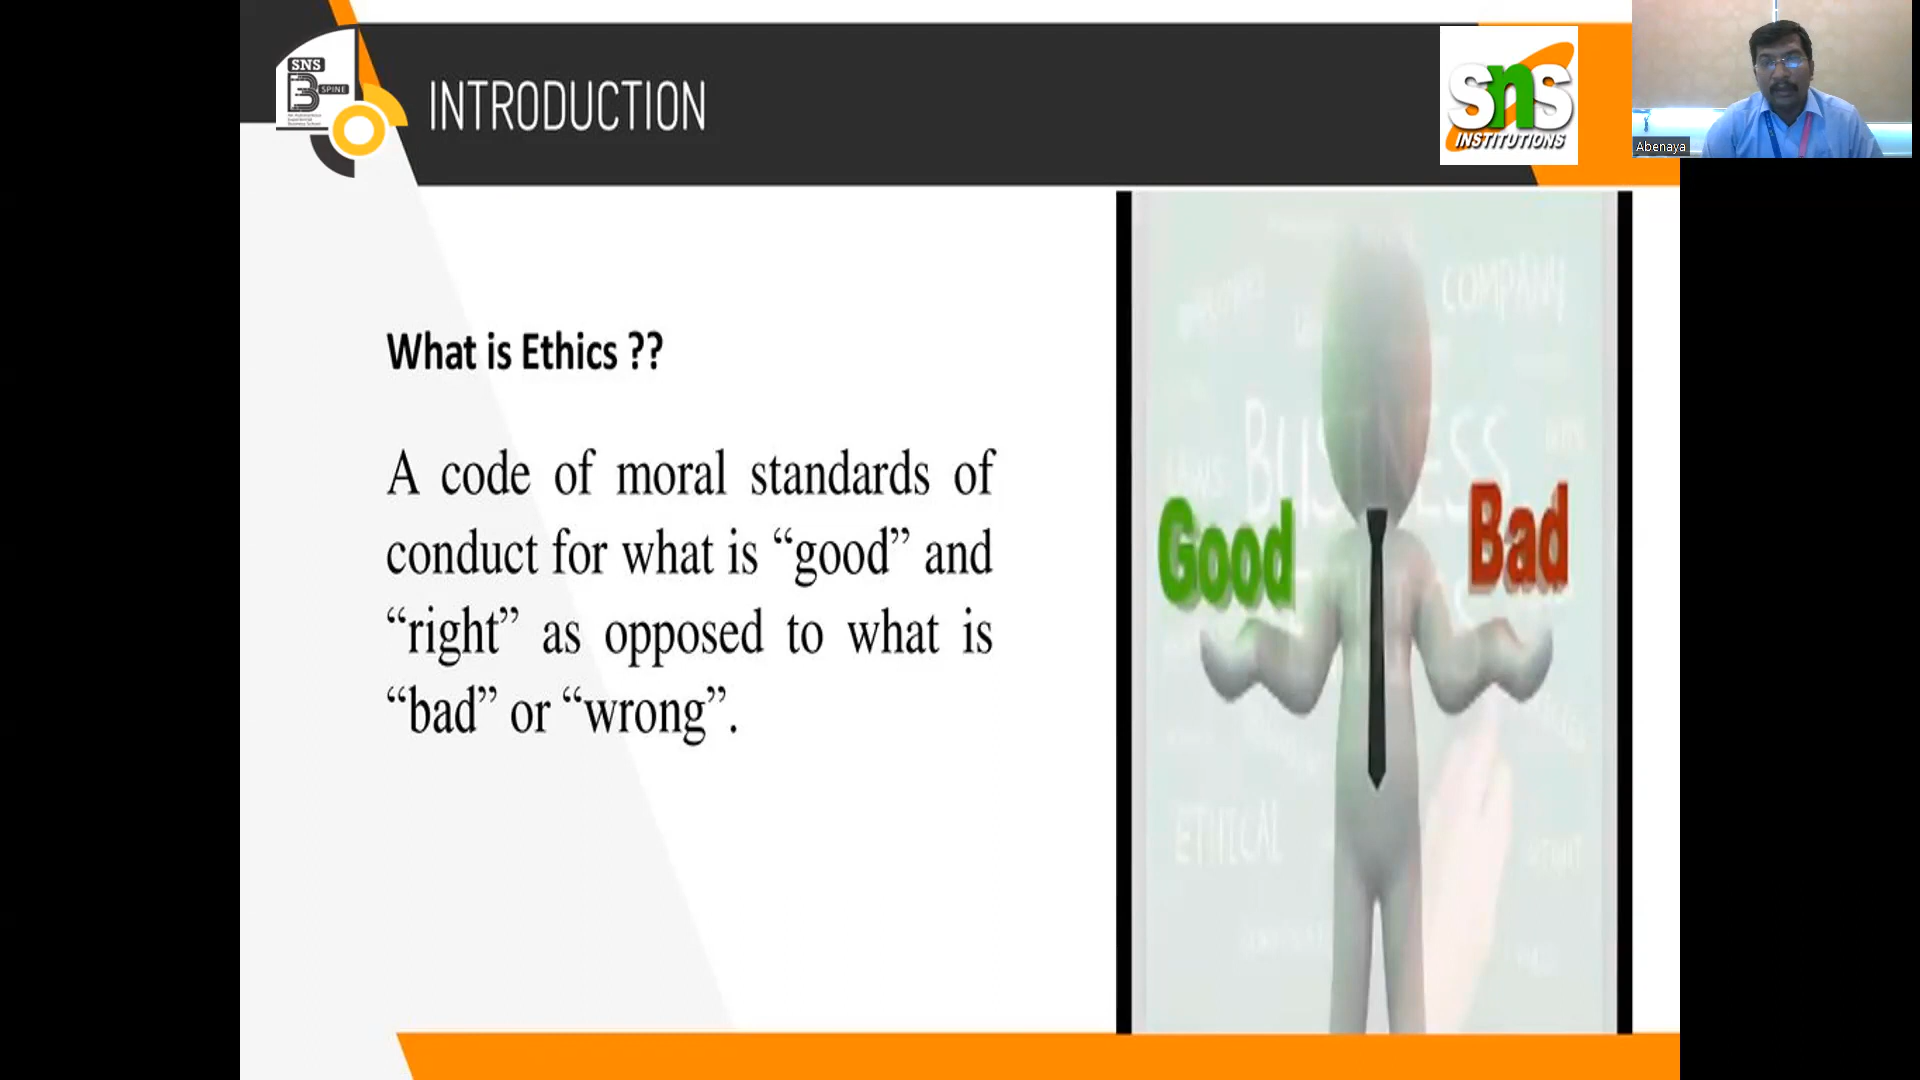 SNS
B
SPINE
INTRODUCTION
SnS
INSTITUTIONS
Abenaya
What is Ethics ??
A code of moral standards of
conduct for what is “good” and
“right” as opposed to what is
“bad” or “wrong”.
COMPANY
BUSINESS
Good
Bad
ETHICAL